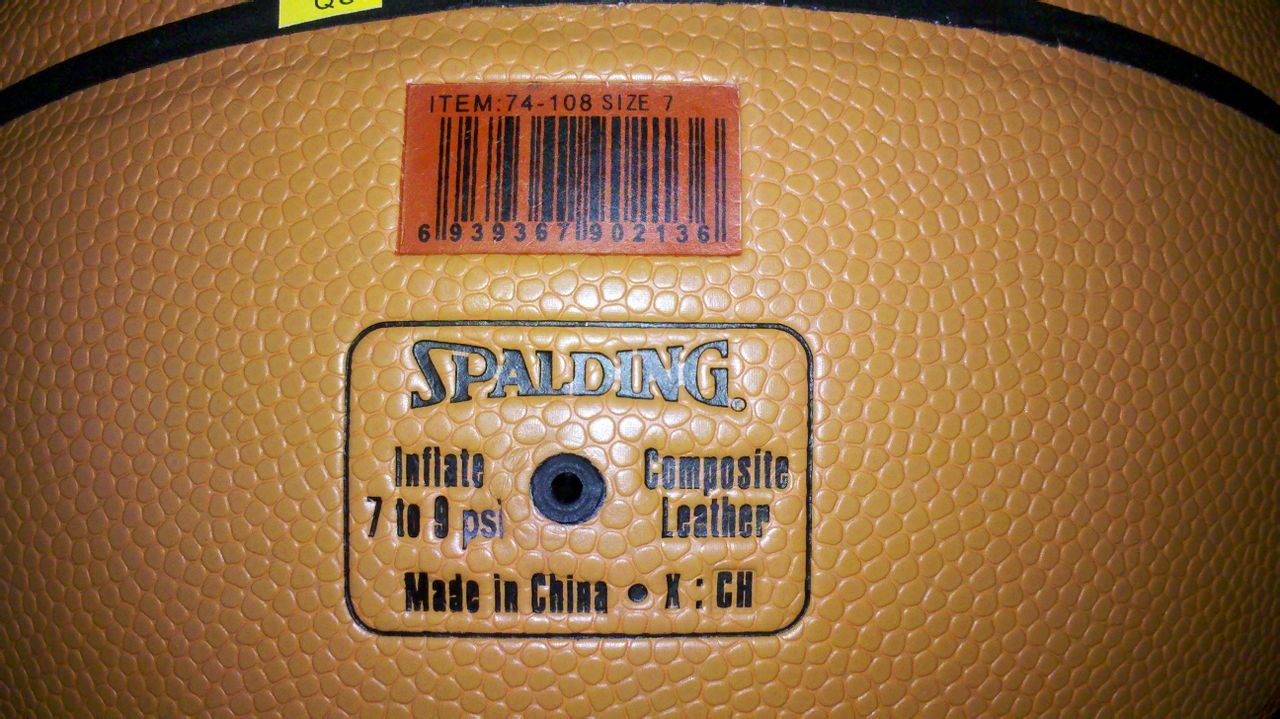 ITEM:74-108 SIZE 7
6 939367 902136
SPALDING.
Inflate
7 to 9 psi
Composite
Leather
Made in China • X : CH